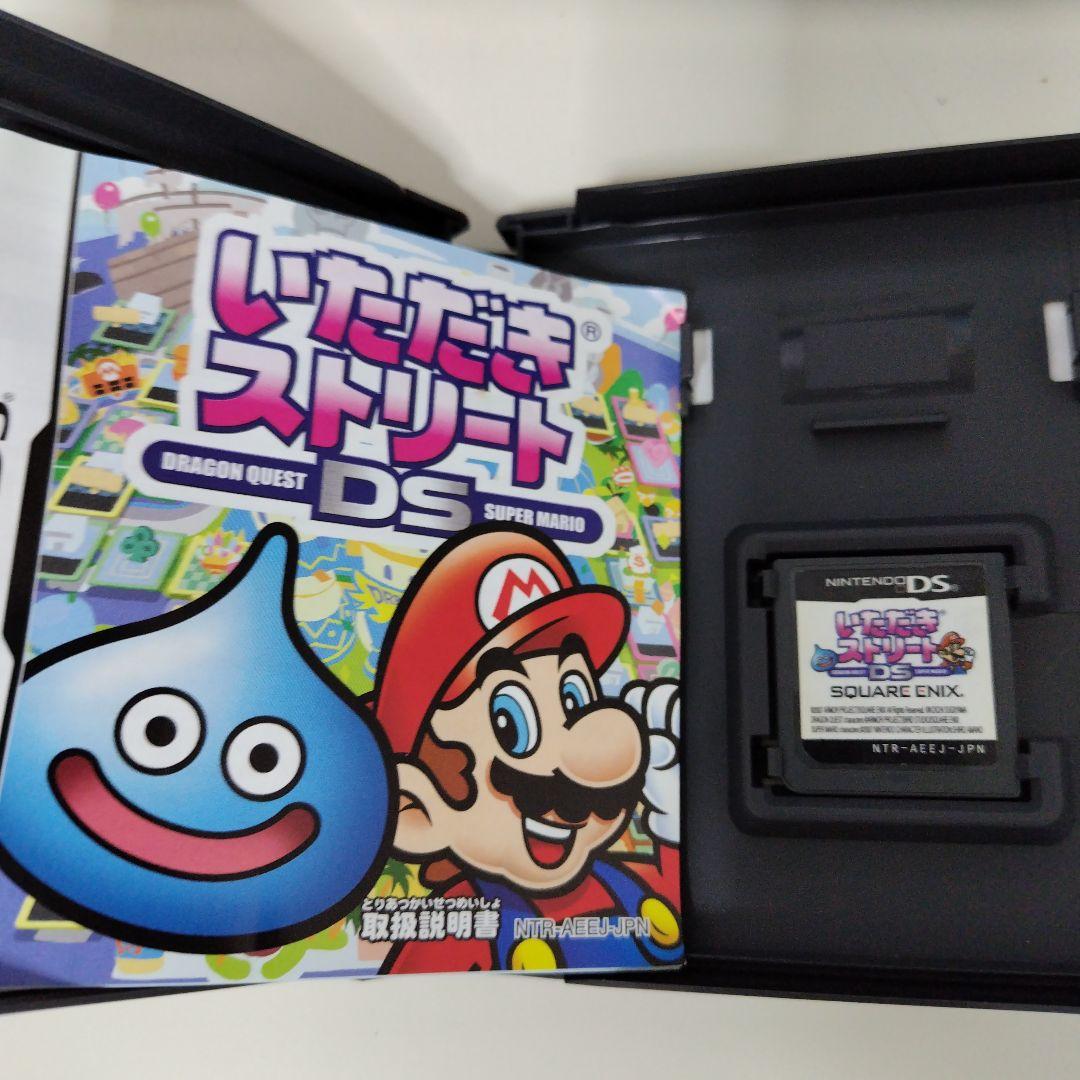 いただき®
ストリート
DRAGON QUEST DS SUPER MARIO
M
とりあつかいせつめいしょ
取扱説明書 NTR-AEEJ-JPN
NINTENDO DS
いただき
ストリート
DS
SQUARE ENIX.
NTR-AEEJ-JPN